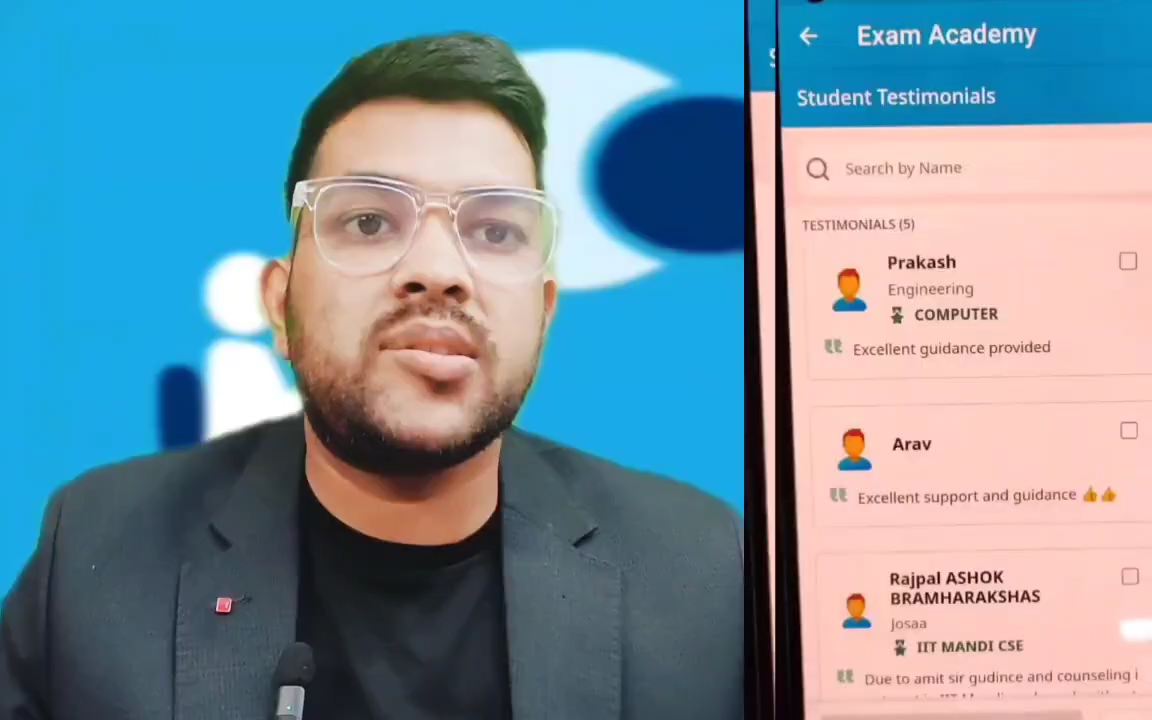 Exam Academy
Student Testimonials
Search by Name
TESTIMONIALS (5)
Prakash
Engineering
COMPUTER
Excellent guidance provided
Arav
Excellent support and guidance 👍👍
Rajpal ASHOK
BRAMHARAKSHAS
Josaa
IIT MANDI CSE
Due to amit sir gudince and counseling i